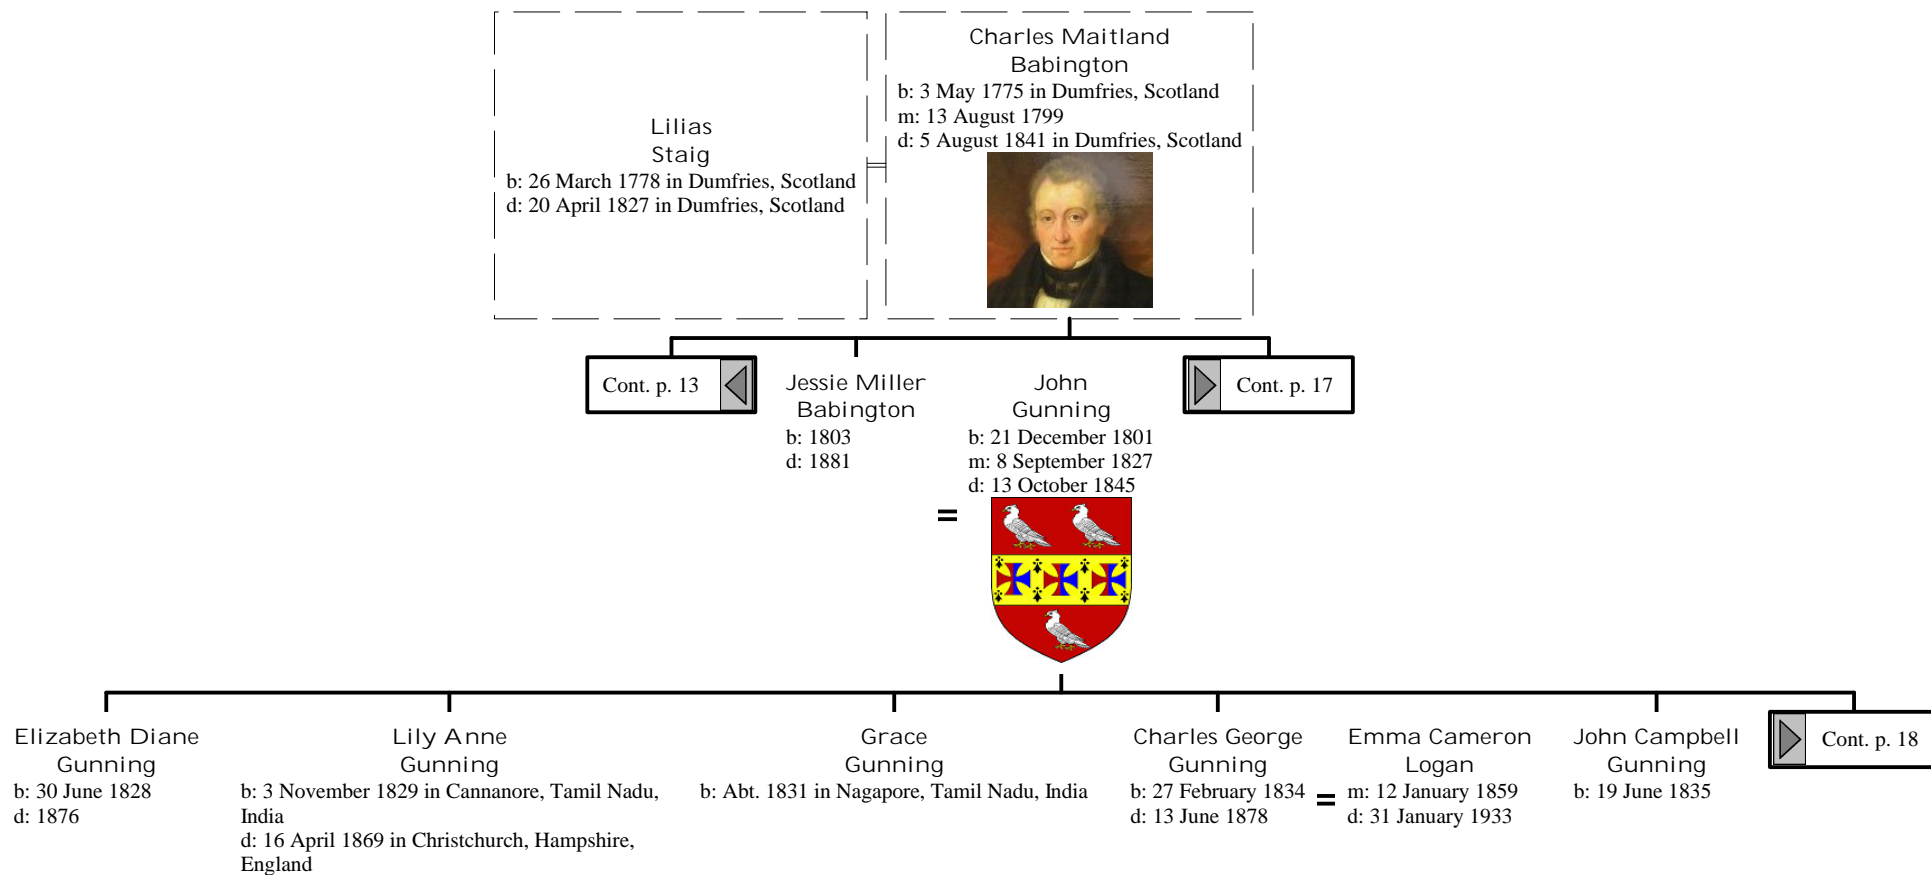 Lilias
Staig
b: 26 March 1778 in Dumfries, Scotland
d: 20 April 1827 in Dumfries, Scotland
Charles Maitland
Babington
b: 3 May 1775 in Dumfries, Scotland
m: 13 August 1799
d: 5 August 1841 in Dumfries, Scotland
Cont. p. 13
Jessie Miller
Babington
b: 1803
d: 1881
=
John
Gunning
b: 21 December 1801
m: 8 September 1827
d: 13 October 1845
Cont. p. 17
Elizabeth Diane
Gunning
b: 30 June 1828
d: 1876
Lily Anne
Gunning
b: 3 November 1829 in Cannanore, Tamil Nadu,
India
d: 16 April 1869 in Christchurch, Hampshire,
England
Grace
Gunning
b: Abt. 1831 in Nagapore, Tamil Nadu, India
Charles George
Gunning
b: 27 February 1834
d: 13 June 1878
=
Emma Cameron
Logan
m: 12 January 1859
d: 31 January 1933
John Campbell
Gunning
b: 19 June 1835
Cont. p. 18